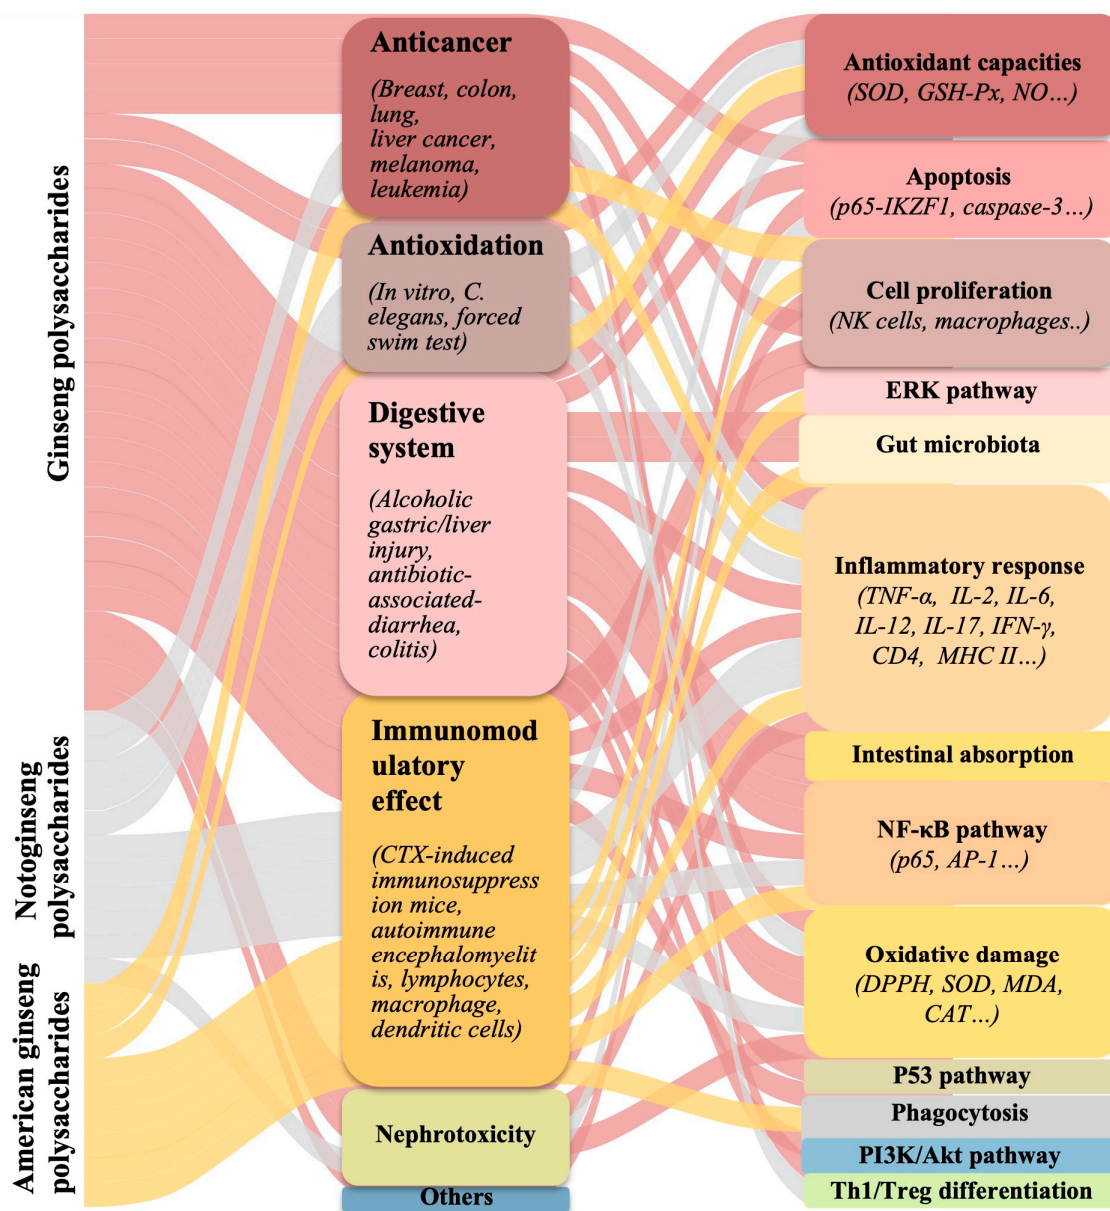 Ginseng polysaccharides
Notoginseng
polysaccharides
American ginseng
polysaccharides
Anticancer
(Breast, colon,
lung,
liver cancer,
melanoma,
leukemia)
Antioxidation
(In vitro, C.
elegans, forced
swim test)
Digestive
system
(Alcoholic
gastric/liver
injury,
antibiotic-
associated-
diarrhea,
colitis)
Immunomod
ulatory
effect
(CTX-induced
immunosuppress
ion mice,
autoimmune
encephalomyelit
is, lymphocytes,
macrophage,
dendritic cells)
Nephrotoxicity
Others
Antioxidant capacities
(SOD, GSH-Px, NO…)
Apoptosis
(p65-IKZF1, caspase-3…)
Cell proliferation
(NK cells, macrophages..)
ERK pathway
Gut microbiota
Inflammatory response
(TNF-α, IL-2, IL-6,
IL-12, IL-17, IFN-γ,
CD4, MHC II…)
Intestinal absorption
NF-κB pathway
(p65, AP-1…)
Oxidative damage
(DPPH, SOD, MDA,
CAT…)
P53 pathway
Phagocytosis
PI3K/Akt pathway
Th1/Treg differentiation